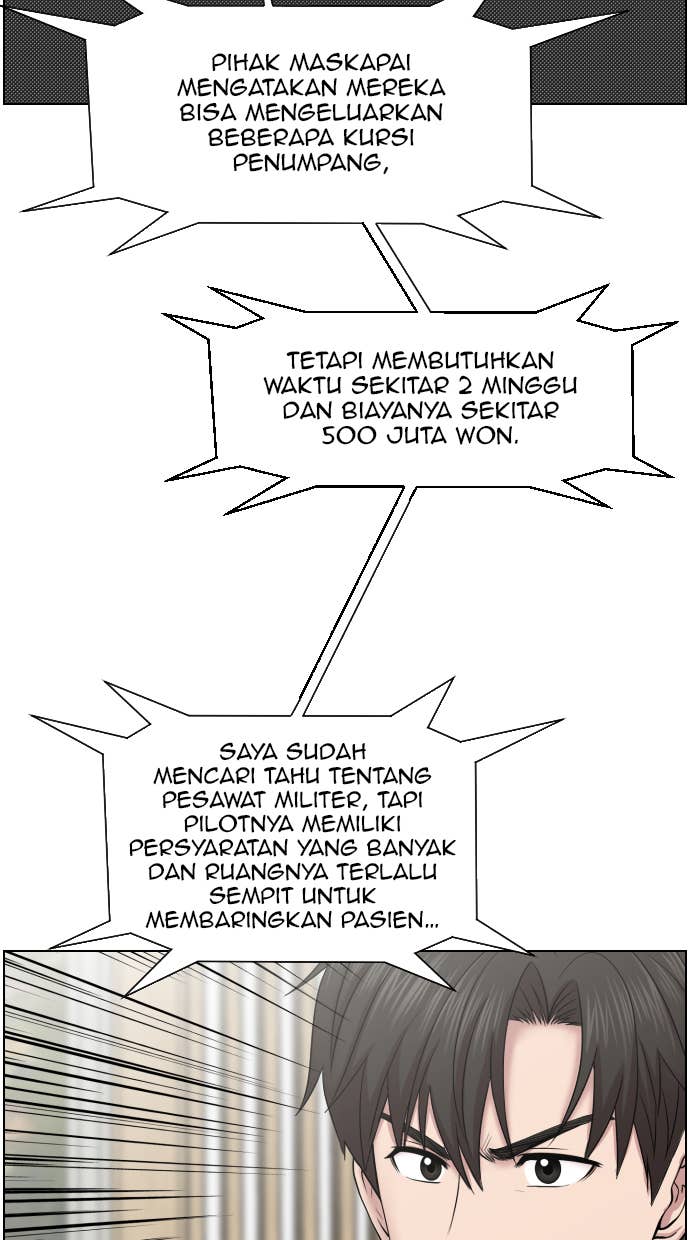 PIHAK MASKAPAI
MENGATAKAN MEREKA
BISA MENGELUARKAN
BEBERAPA KURSI
PENUMPANG,
TETAPI MEMBUTUHKAN
WAKTU SEKITAR 2 MINGGU
DAN BIAYANYA SEKITAR
500 JUTA WON.
SAYA SUDAH
MENCARI TAHU TENTANG
PESAWAT MILITER, TAPI
PILOTNYA MEMILIKI
PERSYARATAN YANG BANYAK
DAN RUANGNYA TERLALU
SEMPIT UNTUK
MEMBARINGKAN PASIEN...